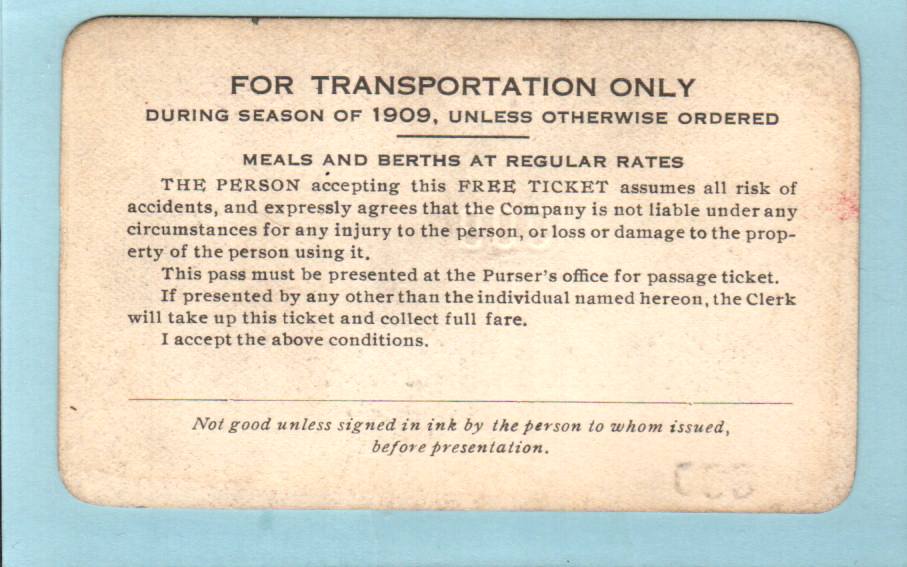 FOR TRANSPORTATION ONLY
DURING SEASON OF 1909, UNLESS OTHERWISE ORDERED
MEALS AND BERTHS AT REGULAR RATES
THE PERSON accepting this FREE TICKET assumes all risk of
accidents, and expressly agrees that the Company is not liable under any
circumstances for any injury to the person, or loss or damage to the prop-
erty of the person using it.
This pass must be presented at the Purser's office for passage ticket.
If presented by any other than the individual named hereon, the Clerk
will take up this ticket and collect full fare.
I accept the above conditions.
Not good unless signed in ink by the person to whom issued,
before presentation.